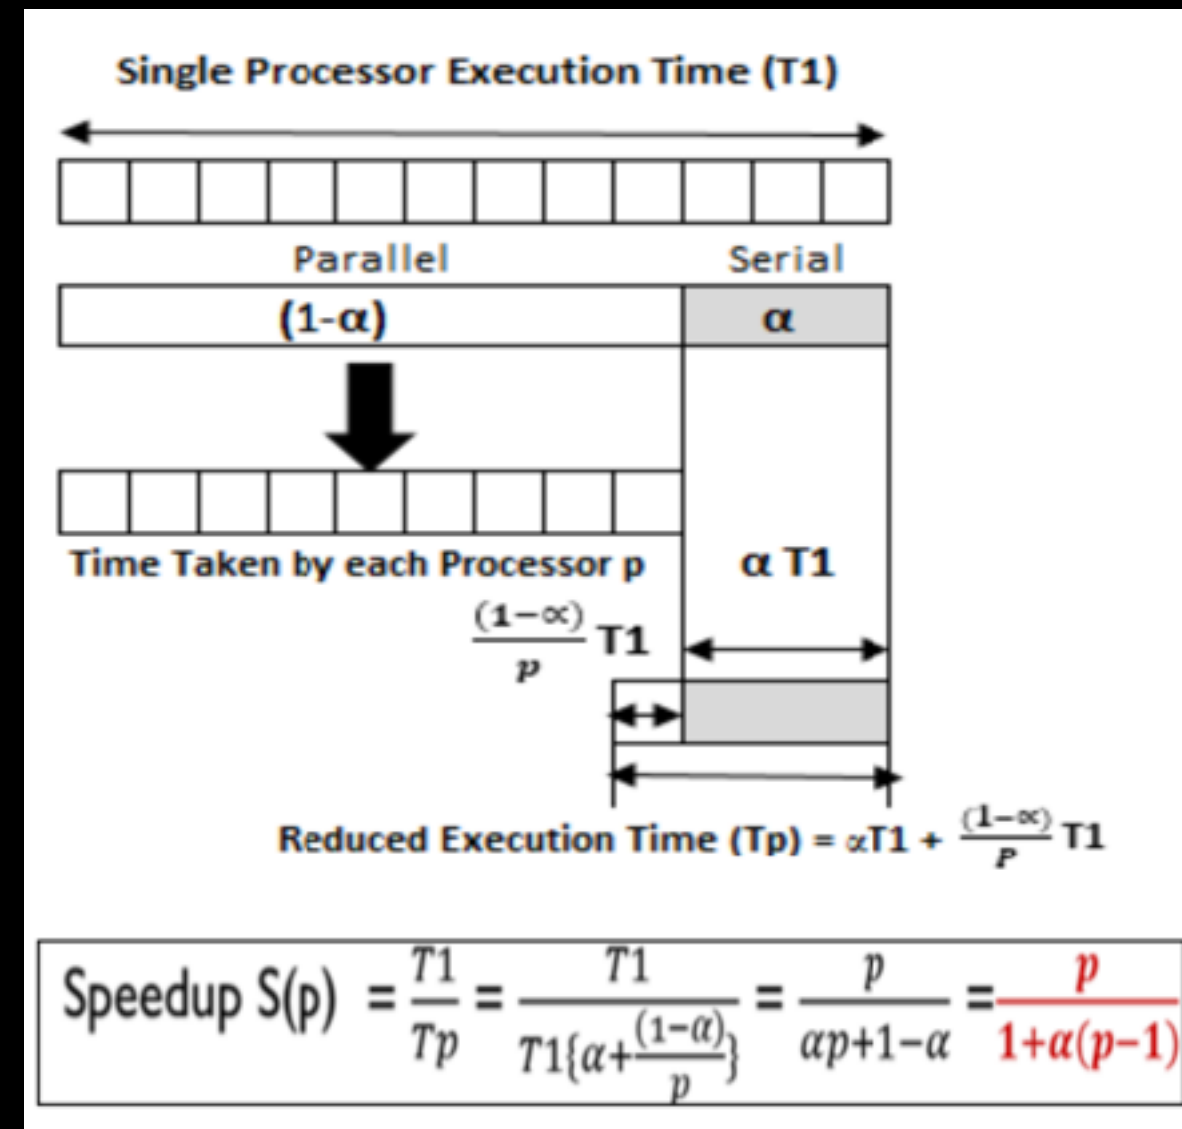 Single Processor Execution Time (T1)
Parallel Serial
(1-α) α
Time Taken by each Processor p α T1
(1−∝)/p T1
Reduced Execution Time (Tp) = αT1 + (1−∝)/P T1
Speedup S(p) = T1/Tp = T1/T1{α+(1−α)/p} = p/αp+1−α = p/1+α(p−1)